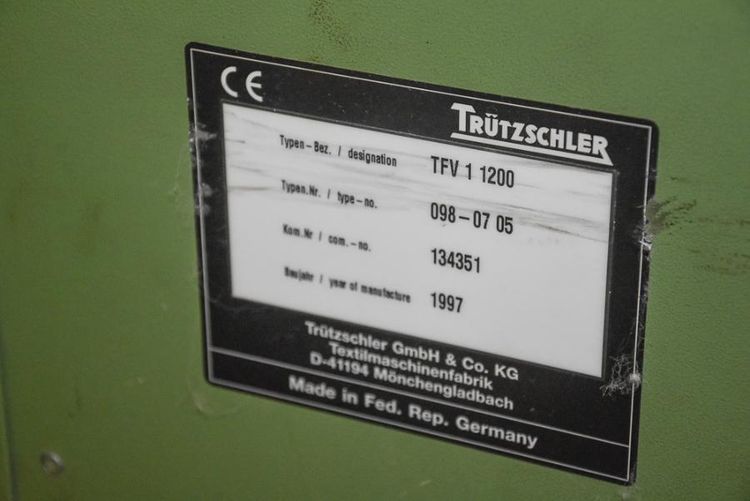 CE
TRÜTZSCHLER
Typen-Bez. / designation TFV 1 1200
Typen.Nr. / type-no. 098-07 05
Kom.Nr / com.-no. 134351
Baujahr / year of manufacture 1997
Trützschler GmbH & Co. KG
Textilmaschinenfabrik
D-41194 Mönchengladbach
Made in Fed. Rep. Germany